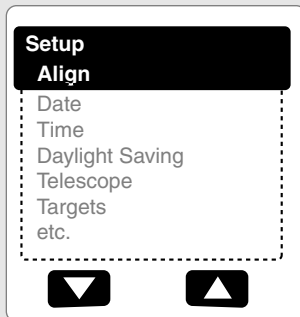 Setup
Align
Date
Time
Daylight Saving
Telescope
Targets
etc.